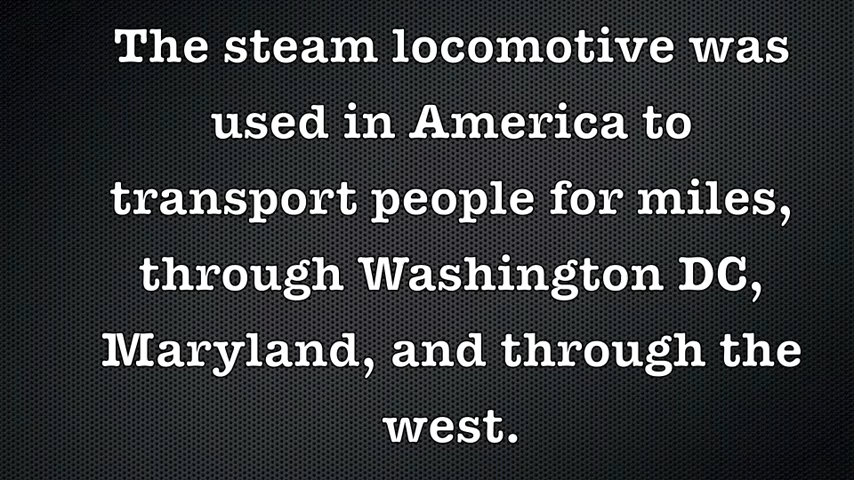 The steam locomotive was
used in America to
transport people for miles,
through Washington DC,
Maryland, and through the
west.